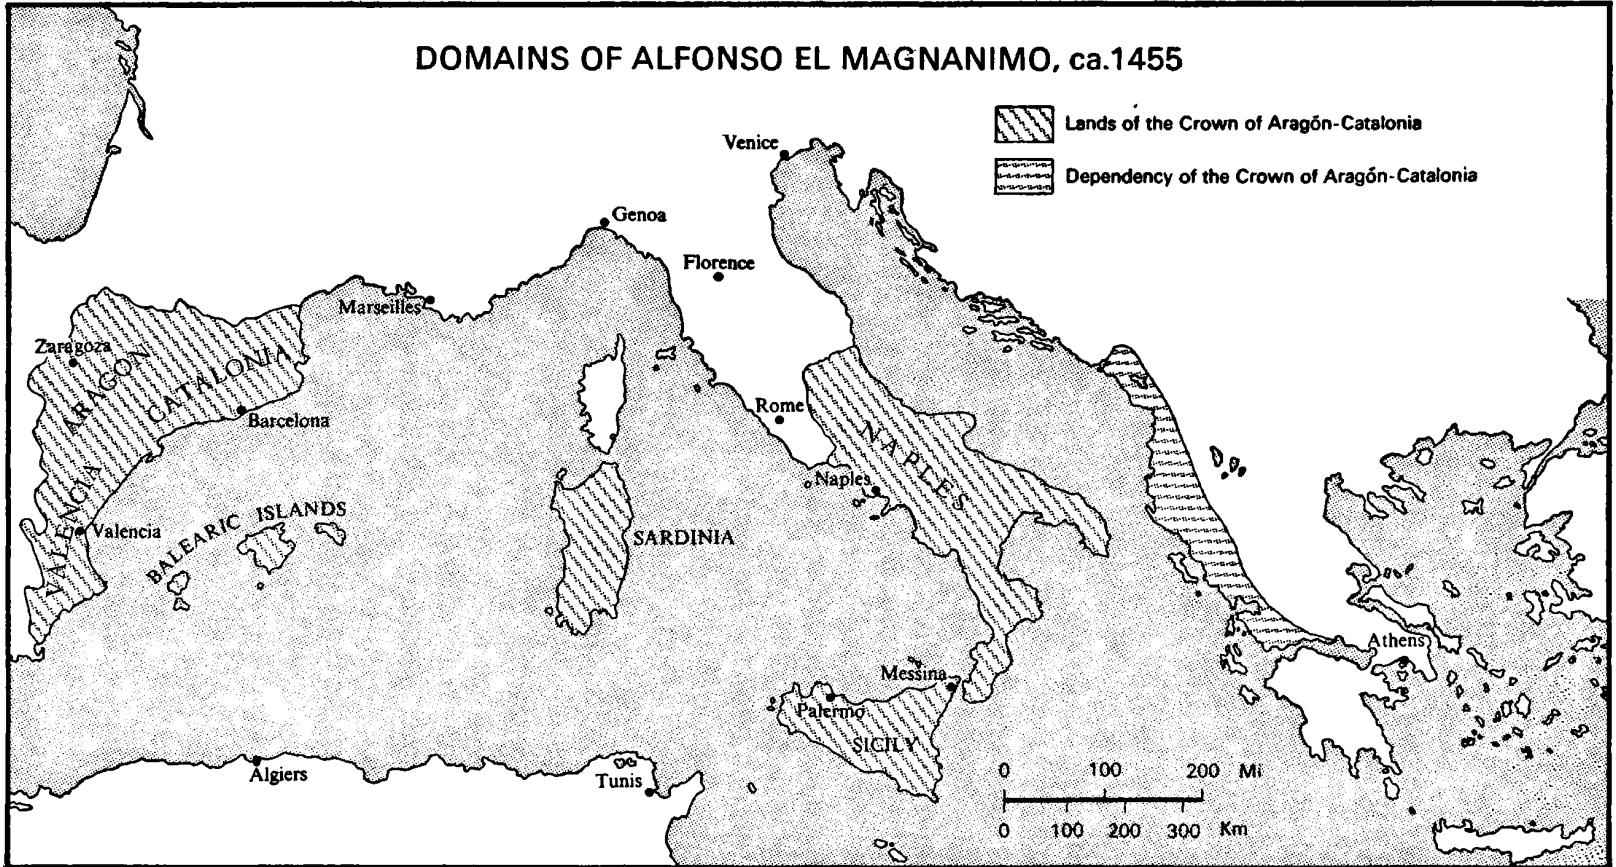 DOMAINS OF ALFONSO EL MAGNANIMO, ca.1455
Lands of the Crown of Aragón-Catalonia
Dependency of the Crown of Aragón-Catalonia
Venice
Genoa
Florence
Marseilles
Zaragoza
ARAGON
CATALONIA
Barcelona
Rome
NAPLES
Naples
VALENCIA
Valencia
BALEARIC ISLANDS
SARDINIA
Athens
Messina
Palermo
SICILY
Algiers
Tunis
0 100 200 Mi
0 100 200 300 Km